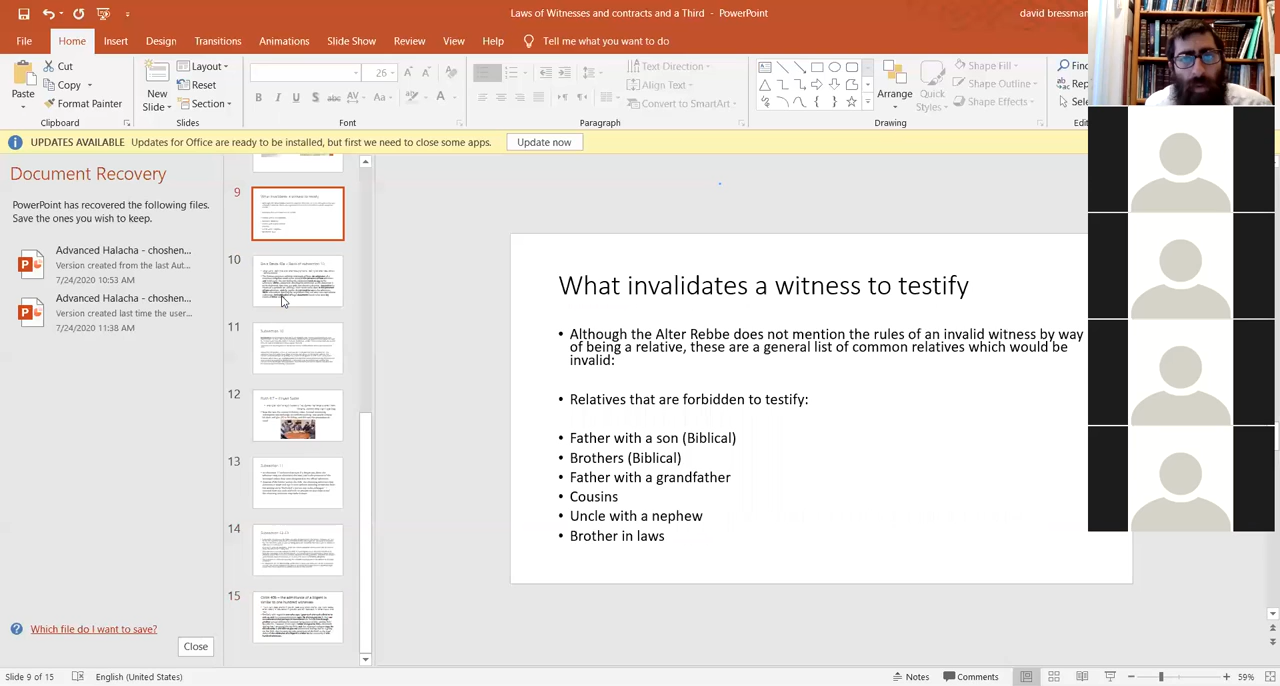 Laws of Witnesses and contracts and a Third - PowerPoint
File Home Insert Design Transitions Animations Slide Show Review View Help Tell me what you want to do
Paste
Cut
Copy
Format Painter
Clipboard
New
Slide
Layout
Reset
Section
Slides
26
B I U S abc AV Aa A
Font
Text Direction
Align Text
Convert to SmartArt
Paragraph
Arrange
Quick
Styles
Shape Fill
Shape Outline
Shape Effects
Drawing
UPDATES AVAILABLE Updates for Office are ready to be installed, but first we need to close some apps. Update now
Document Recovery
PowerPoint has recovered the following files.
Save the ones you wish to keep.
Advanced Halacha - choshen...
Version created from the last Aut...
7/24/2020 10:53 AM
Advanced Halacha - choshen...
Version created last time the user...
7/24/2020 11:38 AM
Which file do I want to save?
Close
9
10
11
12
13
14
15
What invalidates a witness to testify
• Although the Alter Rebbe does not mention the rules of an invalid witness by way
of being a relative, these are a general list of common relatives which would be
invalid:
• Relatives that are forbidden to testify:
• Father with a son (Biblical)
• Brothers (Biblical)
• Father with a grandfather
• Cousins
• Uncle with a nephew
• Brother in laws
Slide 9 of 15 English (United States) Notes Comments 59%